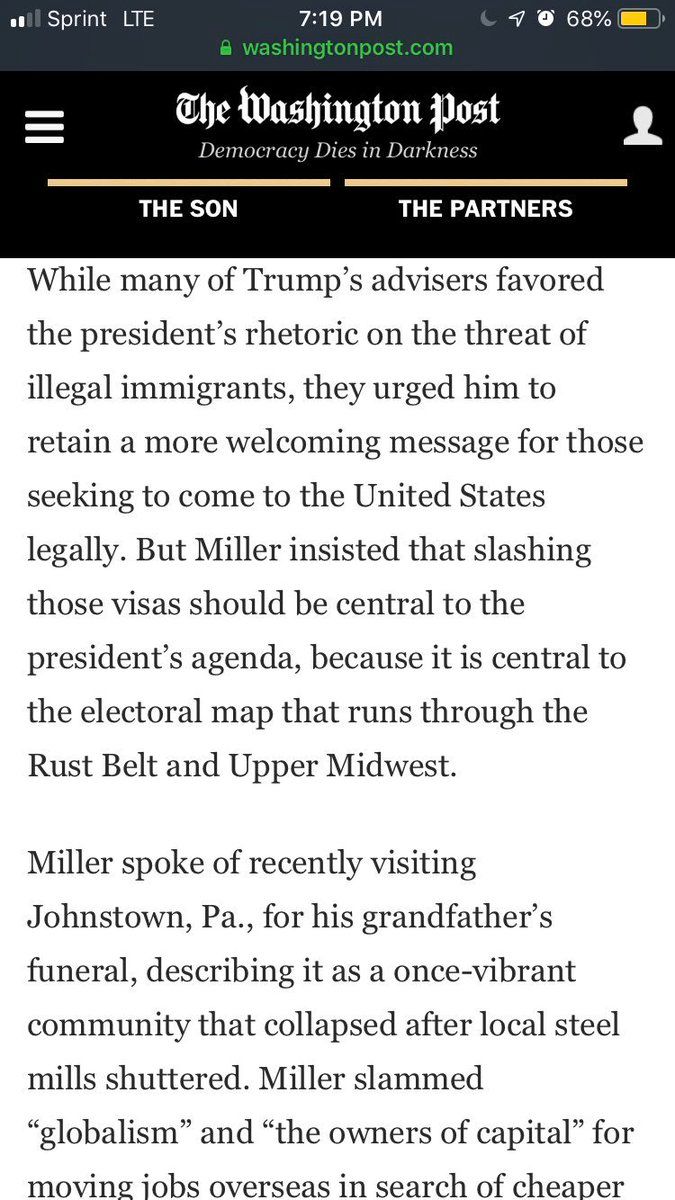 Sprint LTE 7:19 PM 68%
washingtonpost.com
The Washington Post
Democracy Dies in Darkness
THE SON THE PARTNERS
While many of Trump’s advisers favored
the president’s rhetoric on the threat of
illegal immigrants, they urged him to
retain a more welcoming message for those
seeking to come to the United States
legally. But Miller insisted that slashing
those visas should be central to the
president’s agenda, because it is central to
the electoral map that runs through the
Rust Belt and Upper Midwest.
Miller spoke of recently visiting
Johnstown, Pa., for his grandfather’s
funeral, describing it as a once-vibrant
community that collapsed after local steel
mills shuttered. Miller slammed
“globalism” and “the owners of capital” for
moving jobs overseas in search of cheaper